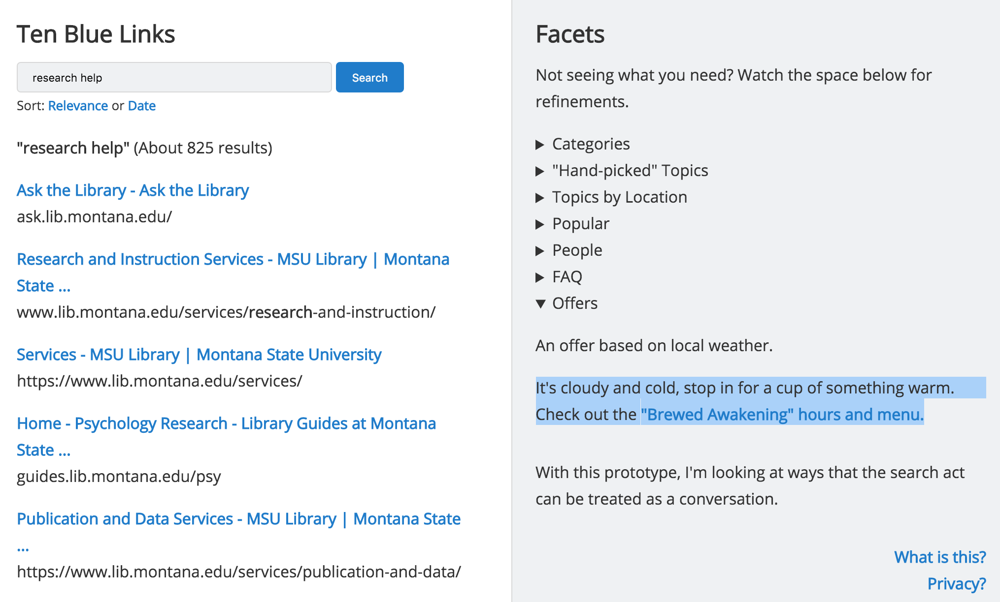 Ten Blue Links
research help
Search
Sort: Relevance or Date
"research help" (About 825 results)
Ask the Library - Ask the Library
ask.lib.montana.edu/
Research and Instruction Services - MSU Library | Montana
State ...
www.lib.montana.edu/services/research-and-instruction/
Services - MSU Library | Montana State University
https://www.lib.montana.edu/services/
Home - Psychology Research - Library Guides at Montana
State ...
guides.lib.montana.edu/psy
Publication and Data Services - MSU Library | Montana State
...
https://www.lib.montana.edu/services/publication-and-data/
Facets
Not seeing what you need? Watch the space below for
refinements.
Categories
"Hand-picked" Topics
Topics by Location
Popular
People
FAQ
Offers
An offer based on local weather.
It's cloudy and cold, stop in for a cup of something warm.
Check out the "Brewed Awakening" hours and menu.
With this prototype, I'm looking at ways that the search act
can be treated as a conversation.
What is this?
Privacy?